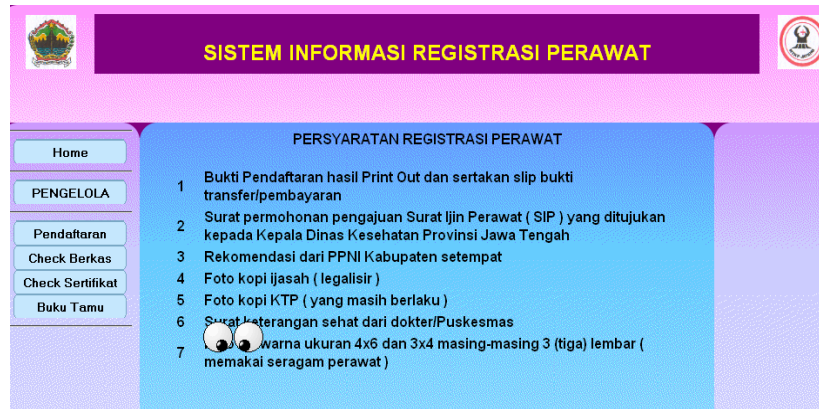 SISTEM INFORMASI REGISTRASI PERAWAT
Home
PENGELOLA
Pendaftaran
Check Berkas
Check Sertifikat
Buku Tamu
PERSYARATAN REGISTRASI PERAWAT
1 Bukti Pendaftaran hasil Print Out dan sertakan slip bukti
transfer/pembayaran
2 Surat permohonan pengajuan Surat Ijin Perawat ( SIP ) yang ditujukan
kepada Kepala Dinas Kesehatan Provinsi Jawa Tengah
3 Rekomendasi dari PPNI Kabupaten setempat
4 Foto kopi ijasah ( legalisir )
5 Foto kopi KTP ( yang masih berlaku )
6 Surat keterangan sehat dari dokter/Puskesmas
7 warna ukuran 4x6 dan 3x4 masing-masing 3 (tiga) lembar (
memakai seragam perawat )